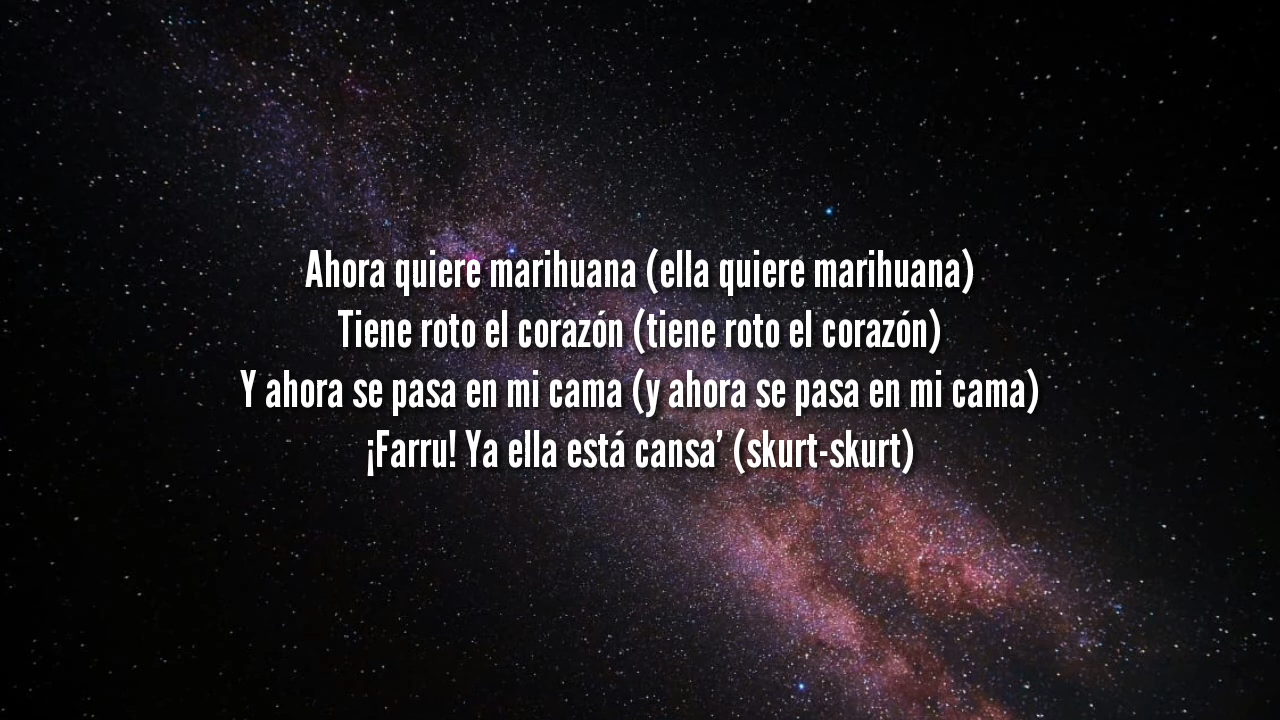 Ahora quiere marihuana (ella quiere marihuana)
Tiene roto el corazón (tiene roto el corazón)
Y ahora se pasa en mi cama (y ahora se pasa en mi cama)
¡Farru! Ya ella está cansa’ (skurt-skurt)